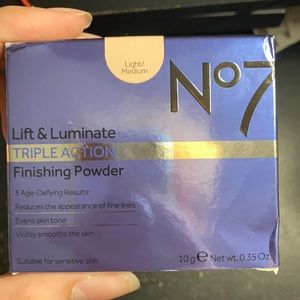 Light/
Medium
No7
Lift & Luminate
TRIPLE ACTION
Finishing Powder
3 Age-Defying Results:
Reduces the appearance of fine lines
Evens skin tone
Visibly smooths the skin
Suitable for sensitive skin
10g ℮ Net wt. 0.35 Oz